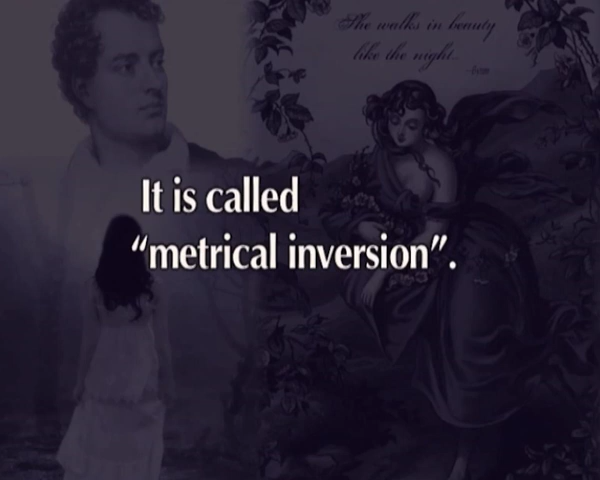 She walks in beauty
like the night...
It is called
“metrical inversion”.